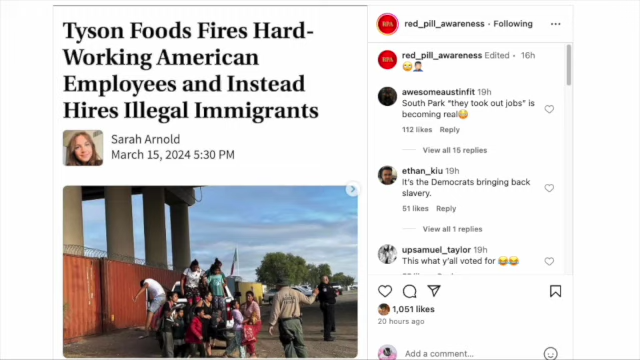 Tyson Foods Fires Hard-
Working American
Employees and Instead
Hires Illegal Immigrants
Sarah Arnold
March 15, 2024 5:30 PM
RPA
red_pill_awareness • Following
RPA
red_pill_awareness Edited • 16h
awesomeaustinfit 19h
South Park “they took out jobs” is
becoming real
112 likes Reply
View all 15 replies
ethan_kiu 19h
It's the Democrats bringing back
slavery.
51 likes Reply
View all 1 replies
upsamuel_taylor 19h
This what y'all voted for
1,051 likes
20 hours ago
Add a comment...